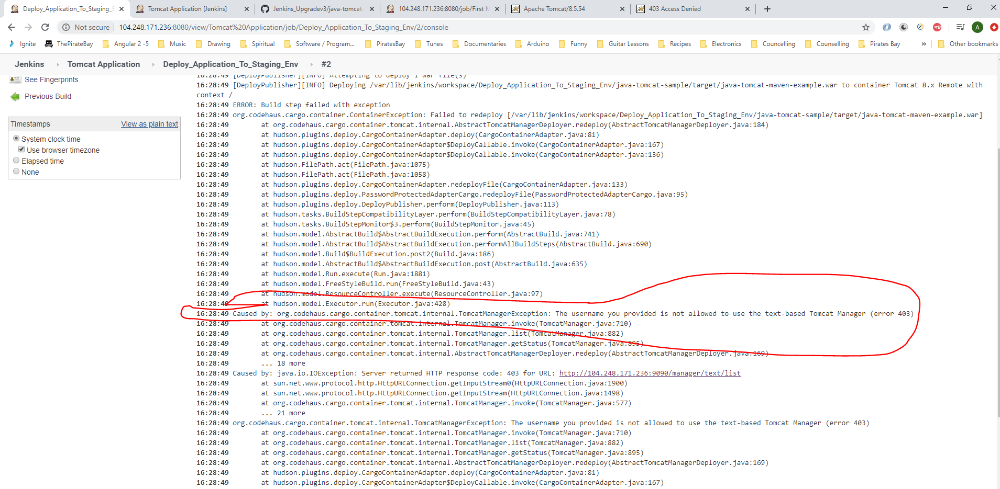 Deploy_Application_To_Staging_E
Tomcat Application [Jenkins]
Jenkins_Upgradev3/java-tomcat-
104.248.171.236:8080/job/First M
Apache Tomcat/8.5.54
403 Access Denied
Not secure
104.248.171.236:8080/view/Tomcat%20Application/job/Deploy_Application_To_Staging_Env/2/console
A
Ignite
ThePirateBay
Angular 2 -5
Music
Drawing
Spiritual
Software / Program...
PiratesBay
Tunes
Documentaries
Arduino
Funny
Guitar Lessons
Recipes
Electronics
Councelling
Counselling
Pirates Bay
»
Other bookmarks
Jenkins
Tomcat Application
Deploy_Application_To_Staging_Env
#2
See Fingerprints
Previous Build
Timestamps
View as plain text
System clock time
Use browser timezone
Elapsed time
None
16:28:49 [DeployPublisher][INFO] Attempting to deploy 1 war file(s)
16:28:49 [DeployPublisher][INFO] Deploying /var/lib/jenkins/workspace/Deploy_Application_To_Staging_Env/java-tomcat-sample/target/java-tomcat-maven-example.war to container Tomcat 8.x Remote with
context /
16:28:49 ERROR: Build step failed with exception
16:28:49 org.codehaus.cargo.container.ContainerException: Failed to redeploy [/var/lib/jenkins/workspace/Deploy_Application_To_Staging_Env/java-tomcat-sample/target/java-tomcat-maven-example.war]
16:28:49 at org.codehaus.cargo.container.tomcat.internal.AbstractTomcatManagerDeployer.redeploy(AbstractTomcatManagerDeployer.java:184)
16:28:49 at hudson.plugins.deploy.CargoContainerAdapter.deploy(CargoContainerAdapter.java:81)
16:28:49 at hudson.plugins.deploy.CargoContainerAdapter$DeployCallable.invoke(CargoContainerAdapter.java:167)
16:28:49 at hudson.plugins.deploy.CargoContainerAdapter$DeployCallable.invoke(CargoContainerAdapter.java:136)
16:28:49 at hudson.FilePath.act(FilePath.java:1075)
16:28:49 at hudson.FilePath.act(FilePath.java:1058)
16:28:49 at hudson.plugins.deploy.CargoContainerAdapter.redeployFile(CargoContainerAdapter.java:133)
16:28:49 at hudson.plugins.deploy.PasswordProtectedAdapterCargo.redeployFile(PasswordProtectedAdapterCargo.java:95)
16:28:49 at hudson.plugins.deploy.DeployPublisher.perform(DeployPublisher.java:113)
16:28:49 at hudson.tasks.BuildStepCompatibilityLayer.perform(BuildStepCompatibilityLayer.java:78)
16:28:49 at hudson.tasks.BuildStepMonitor$3.perform(BuildStepMonitor.java:45)
16:28:49 at hudson.model.AbstractBuild$AbstractBuildExecution.perform(AbstractBuild.java:741)
16:28:49 at hudson.model.AbstractBuild$AbstractBuildExecution.performAllBuildSteps(AbstractBuild.java:690)
16:28:49 at hudson.model.Build$BuildExecution.post2(Build.java:186)
16:28:49 at hudson.model.AbstractBuild$AbstractBuildExecution.post(AbstractBuild.java:635)
16:28:49 at hudson.model.Run.execute(Run.java:1881)
16:28:49 at hudson.model.FreeStyleBuild.run(FreeStyleBuild.java:43)
16:28:49 at hudson.model.ResourceController.execute(ResourceController.java:97)
16:28:49 at hudson.model.Executor.run(Executor.java:428)
16:28:49 Caused by: org.codehaus.cargo.container.tomcat.internal.TomcatManagerException: The username you provided is not allowed to use the text-based Tomcat Manager (error 403)
16:28:49 at org.codehaus.cargo.container.tomcat.internal.TomcatManager.invoke(TomcatManager.java:710)
16:28:49 at org.codehaus.cargo.container.tomcat.internal.TomcatManager.list(TomcatManager.java:882)
16:28:49 at org.codehaus.cargo.container.tomcat.internal.TomcatManager.getStatus(TomcatManager.java:895)
16:28:49 at org.codehaus.cargo.container.tomcat.internal.AbstractTomcatManagerDeployer.redeploy(AbstractTomcatManagerDeployer.java:169)
16:28:49 ... 18 more
16:28:49 Caused by: java.io.IOException: Server returned HTTP response code: 403 for URL: http://104.248.171.236:9090/manager/text/list
16:28:49 at sun.net.www.protocol.http.HttpURLConnection.getInputStream0(HttpURLConnection.java:1900)
16:28:49 at sun.net.www.protocol.http.HttpURLConnection.getInputStream(HttpURLConnection.java:1498)
16:28:49 at org.codehaus.cargo.container.tomcat.internal.TomcatManager.invoke(TomcatManager.java:577)
16:28:49 ... 21 more
16:28:49 org.codehaus.cargo.container.tomcat.internal.TomcatManagerException: The username you provided is not allowed to use the text-based Tomcat Manager (error 403)
16:28:49 at org.codehaus.cargo.container.tomcat.internal.TomcatManager.invoke(TomcatManager.java:710)
16:28:49 at org.codehaus.cargo.container.tomcat.internal.TomcatManager.list(TomcatManager.java:882)
16:28:49 at org.codehaus.cargo.container.tomcat.internal.TomcatManager.getStatus(TomcatManager.java:895)
16:28:49 at org.codehaus.cargo.container.tomcat.internal.AbstractTomcatManagerDeployer.redeploy(AbstractTomcatManagerDeployer.java:169)
16:28:49 at hudson.plugins.deploy.CargoContainerAdapter.deploy(CargoContainerAdapter.java:81)
16:28:49 at hudson.plugins.deploy.CargoContainerAdapter$DeployCallable.invoke(CargoContainerAdapter.java:167)